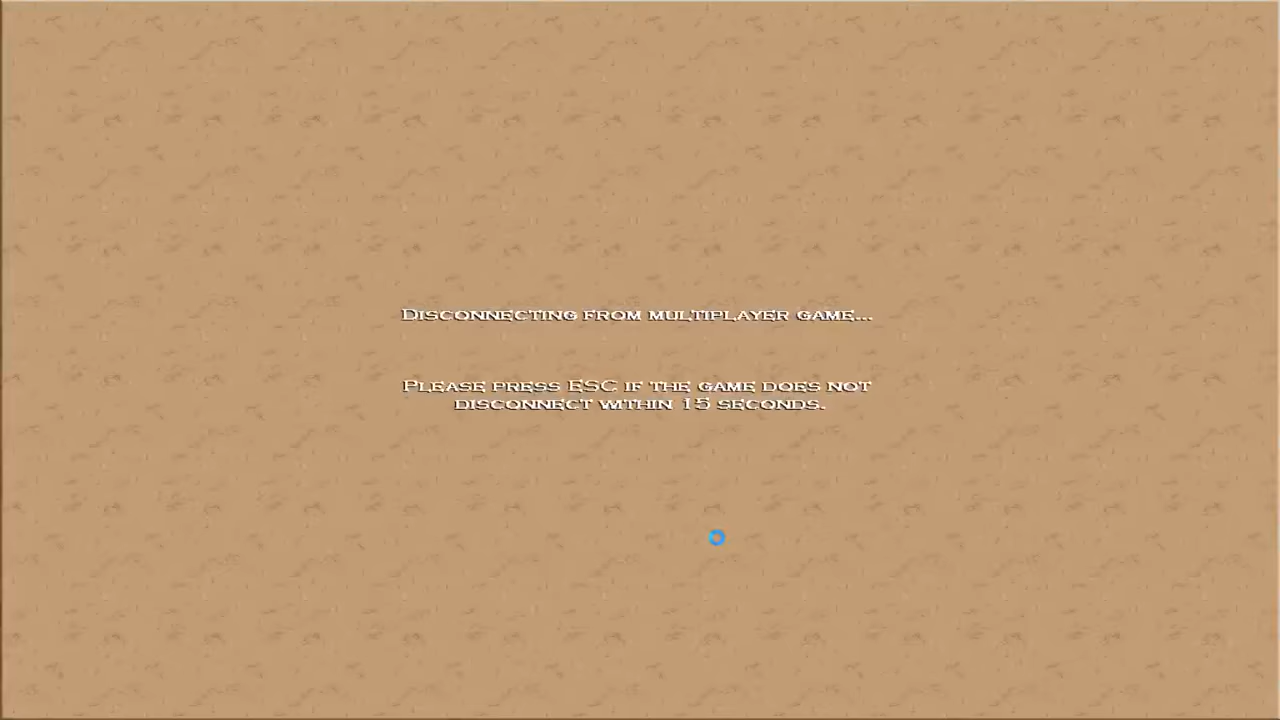 Disconnecting from multiplayer game...
Please press ESC if the game does not
disconnect within 15 seconds.